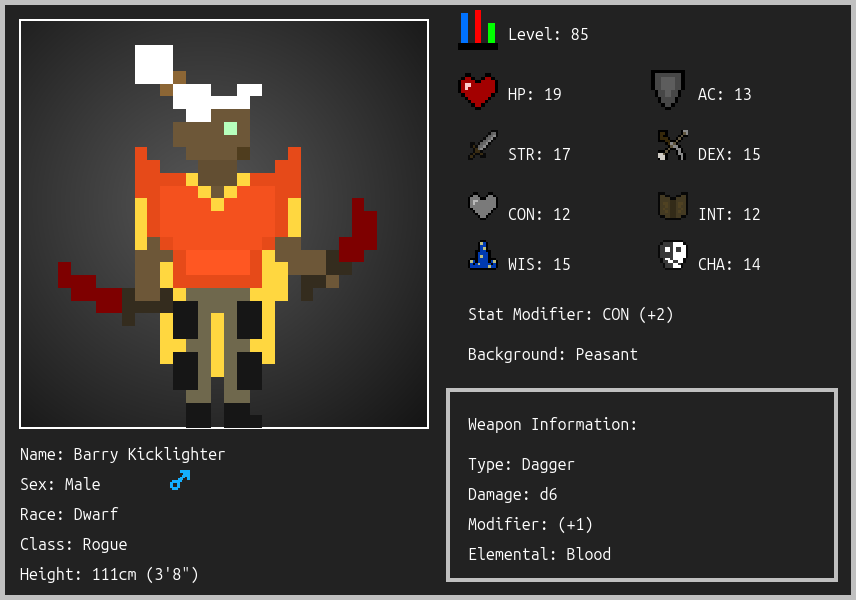 Level: 85
HP: 19
AC: 13
STR: 17
DEX: 15
CON: 12
INT: 12
WIS: 15
CHA: 14
Stat Modifier: CON (+2)
Background: Peasant
Weapon Information:
Type: Dagger
Damage: d6
Modifier: (+1)
Elemental: Blood
Name: Barry Kicklighter
Sex: Male
Race: Dwarf
Class: Rogue
Height: 111cm (3'8")